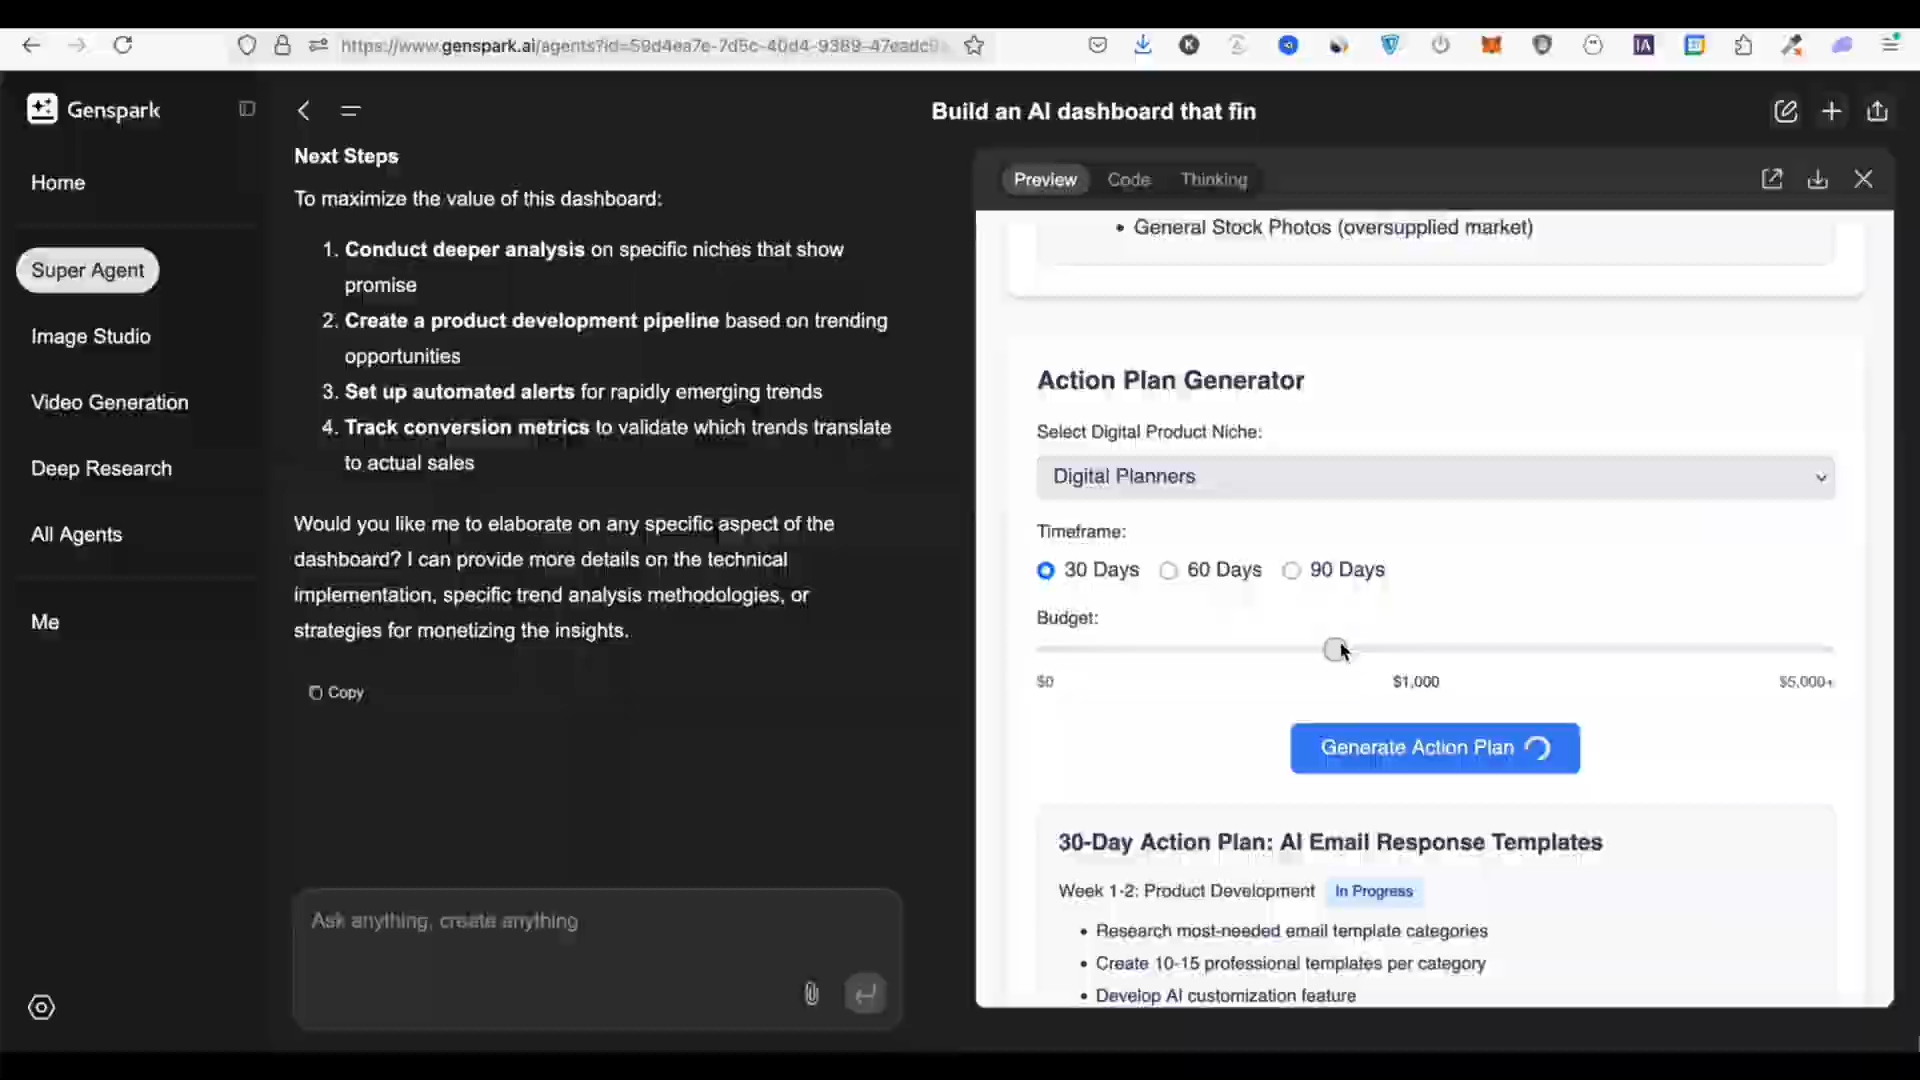 https://www.genspark.ai/agents?id=59d4ea7e-7d5c-40d4-9389-47eadc
Genspark
Home
Super Agent
Image Studio
Video Generation
Deep Research
All Agents
Me
Build an AI dashboard that fin
Next Steps
To maximize the value of this dashboard:
1. Conduct deeper analysis on specific niches that show
promise
2. Create a product development pipeline based on trending
opportunities
3. Set up automated alerts for rapidly emerging trends
4. Track conversion metrics to validate which trends translate
to actual sales
Would you like me to elaborate on any specific aspect of the
dashboard? I can provide more details on the technical
implementation, specific trend analysis methodologies, or
strategies for monetizing the insights.
Copy
Ask anything, create anything
Preview Code Thinking
• General Stock Photos (oversupplied market)
Action Plan Generator
Select Digital Product Niche:
Digital Planners
Timeframe:
30 Days 60 Days 90 Days
Budget:
$0 $1,000 $5,000+
Generate Action Plan
30-Day Action Plan: AI Email Response Templates
Week 1-2: Product Development In Progress
• Research most-needed email template categories
• Create 10-15 professional templates per category
• Develop AI customization feature